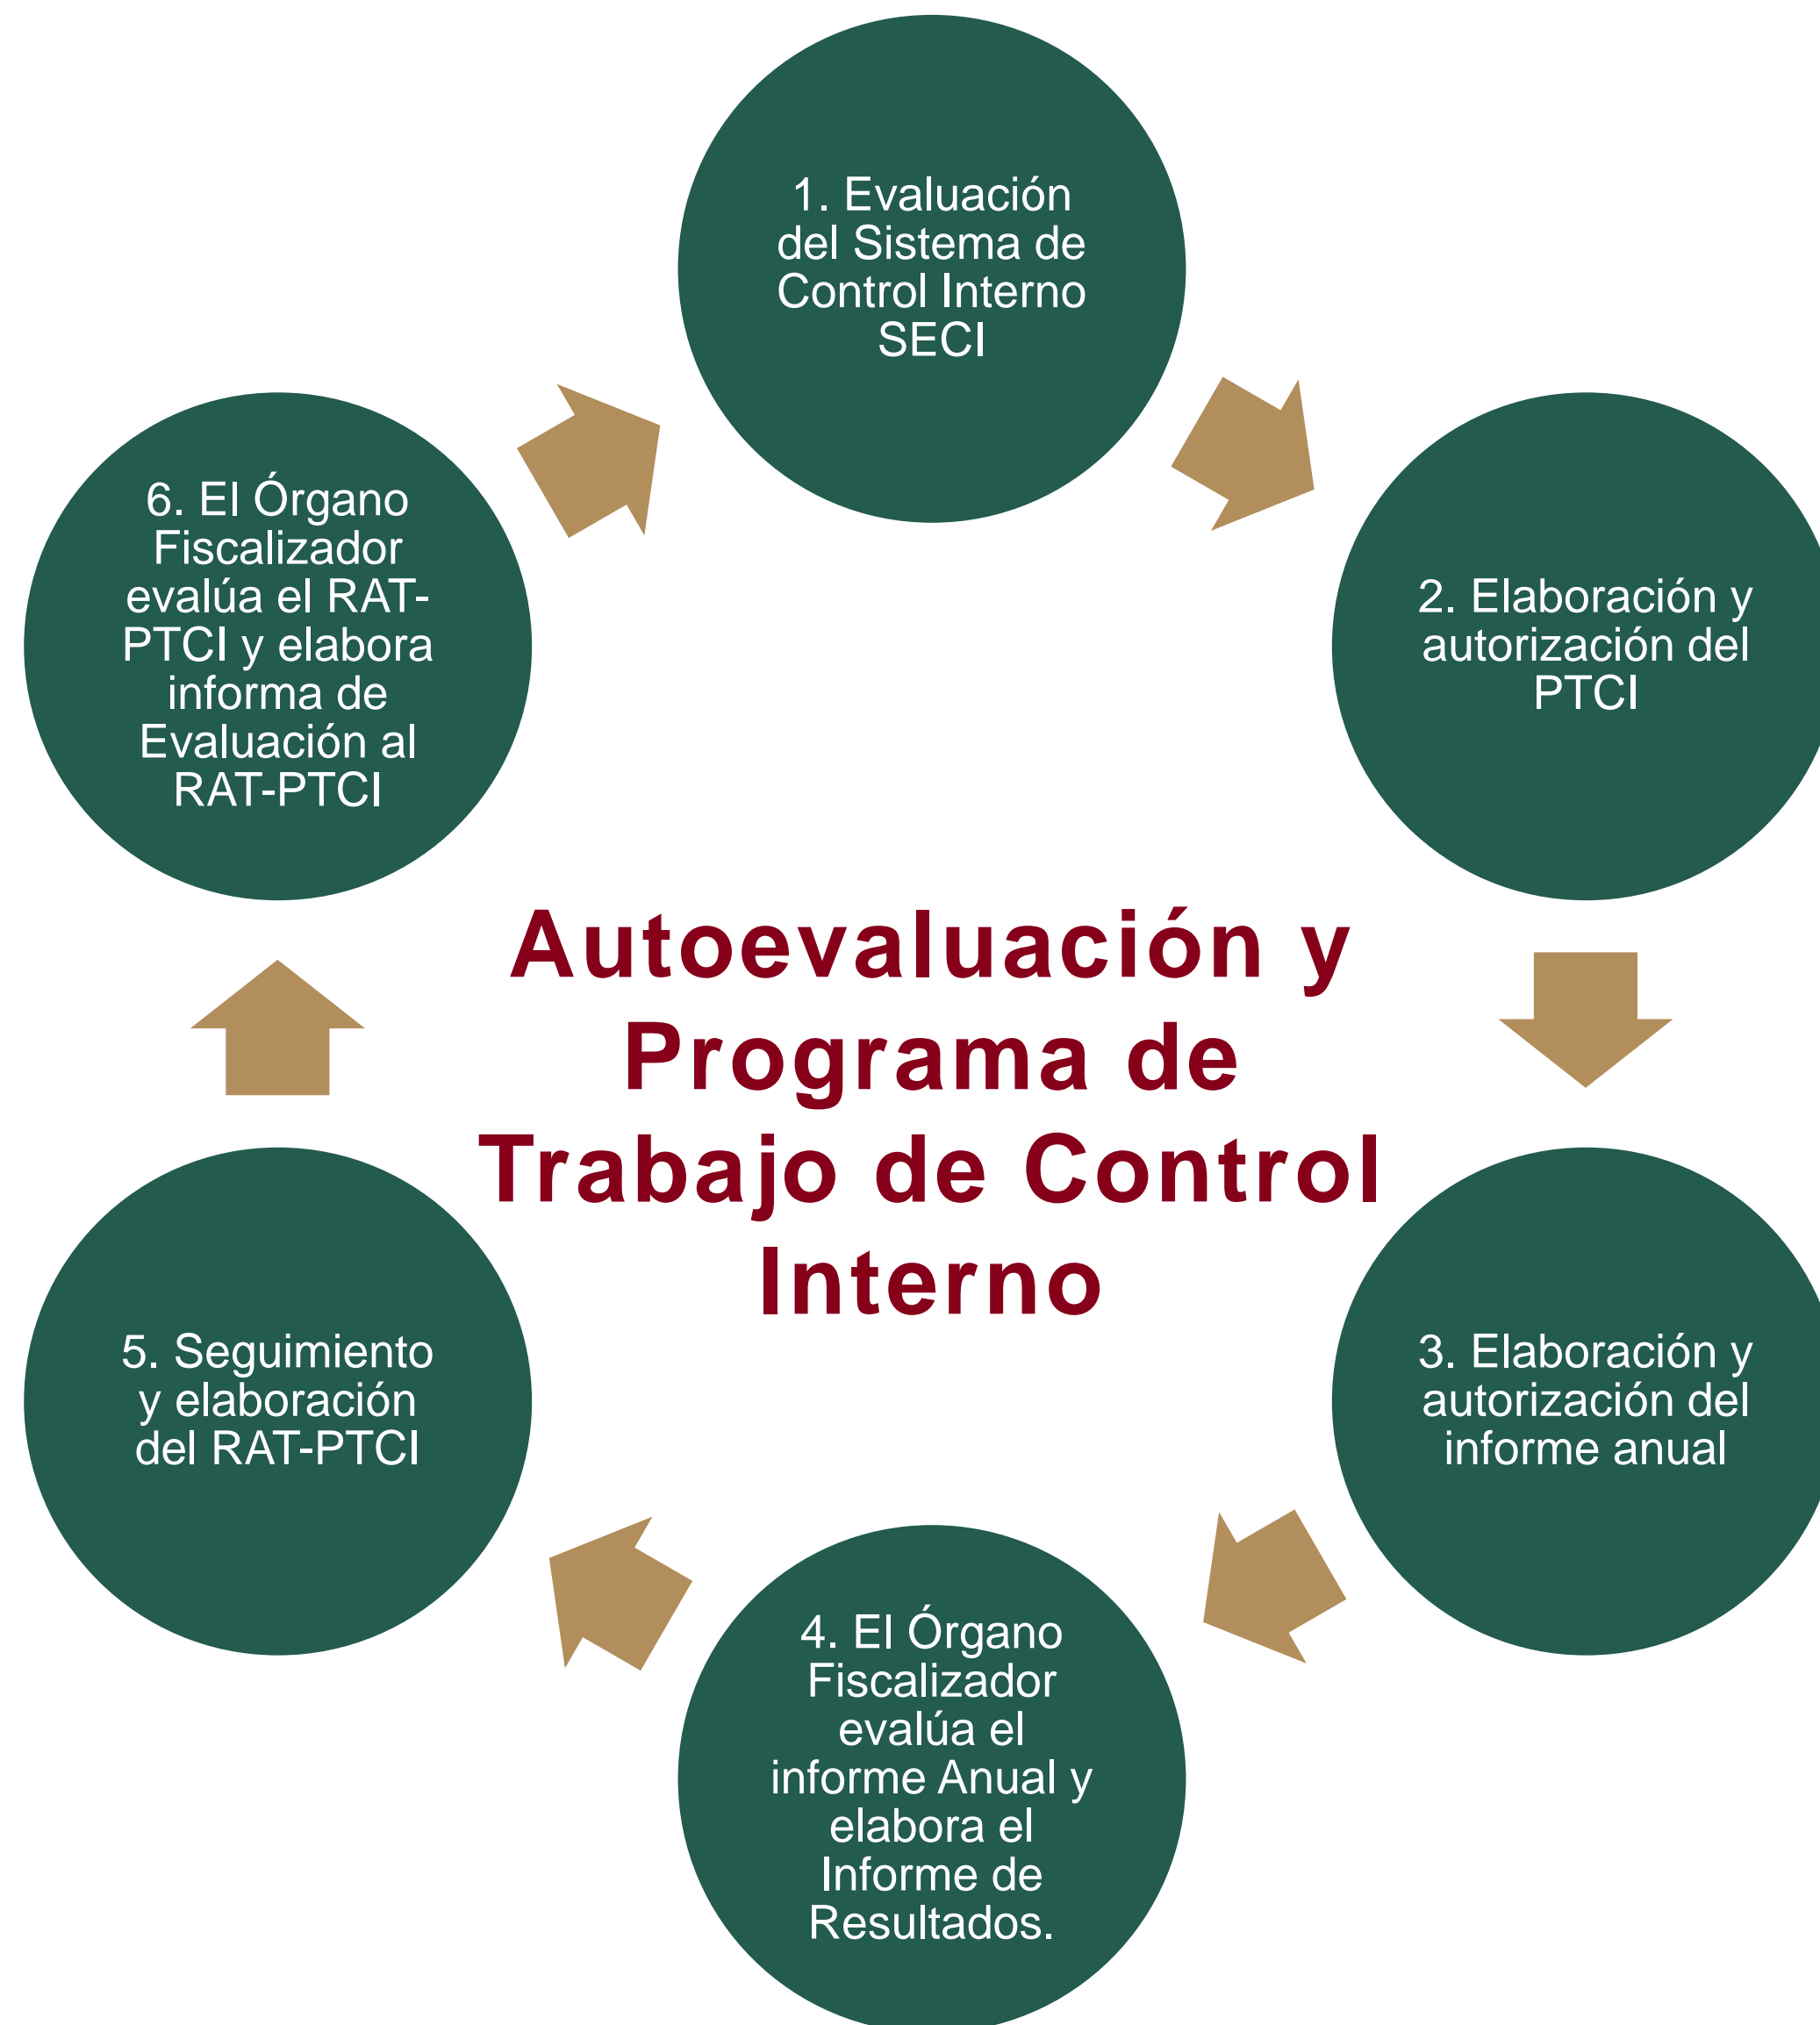 1. Evaluación
del Sistema de
Control Interno
SECI
2. Elaboración y
autorización del
PTCI
3. Elaboración y
autorización del
informe anual
4. El Órgano
Fiscalizador
evalúa el
informe Anual y
elabora el
Informe de
Resultados.
5. Seguimiento
y elaboración
del RAT-PTCI
6. El Órgano
Fiscalizador
evalúa el RAT-
PTCI y elabora
informa de
Evaluación al
RAT-PTCI
Autoevaluación y
Programa de
Trabajo de Control
Interno